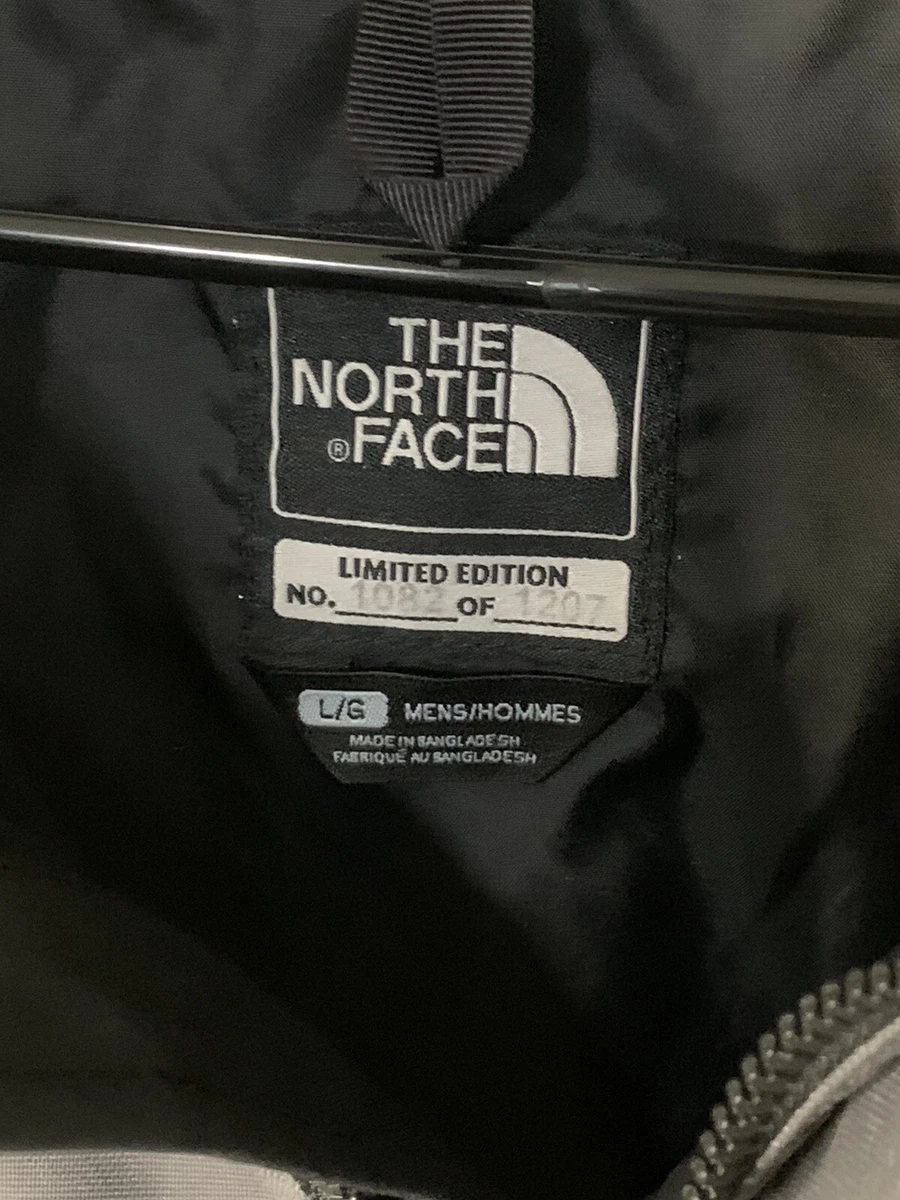 THE
NORTH
®FACE
LIMITED EDITION
NO. 1082 OF 1207
L/G MENS/HOMMES
MADE IN BANGLADESH
FABRIQUÉ AU BANGLADESH